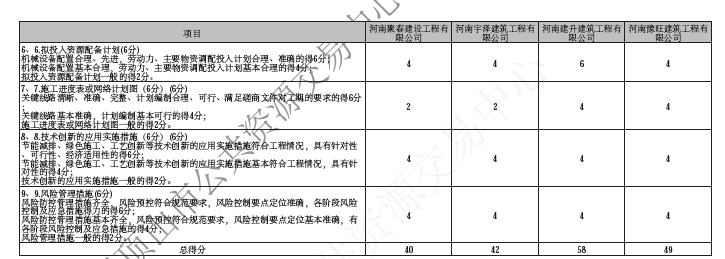 项目
河南聚春建设工程有限公司
河南宇泽建筑工程有限公司
河南建升建筑工程有限公司
河南豫旺建筑工程有限公司
6、6.拟投入资源配备计划(6分)
机械设备配置合理、先进，劳动力、主要物资调配投入计划合理、准确的得6分；
机械设备配置基本合理，劳动力、主要物资调配投入计划基本合理的得4分；
拟投入资源配备计划一般的得2分。
4 4 6 4
7、7.施工进度表或网络计划图（6分）(6分)
关键线路清晰、准确、完整、计划编制合理、可行、满足磋商文件对工期的要求的得6分
；
关键线路基本准确，计划编制基本可行的得4分；
施工进度表或网络计划图一般的得2分。
2 2 4 4
8、8.技术创新的应用实施措施（6分）(6分)
节能减排、绿色施工、工艺创新等技术创新的应用实施措施符合工程情况，具有针对性
、可行性、经济适用性的得6分；
节能减排、绿色施工、工艺创新等技术创新的应用实施措施基本符合工程情况，具有针
对性的得4分；
技术创新的应用实施措施一般的得2分。
4 4 4 4
9、9.风险管理措施(6分)
风险防控管理措施齐全，风险预控符合规范要求，风险控制要点定位准确，各阶段风险
控制及应急措施得力的得6分；
风险防控管理措施基本齐全，风险预控符合规范要求，风险控制要点定位基本准确，有
各阶段风险控制及应急措施的得4分；
风险管理措施一般的得2分。
4 4 4 4
总得分 40 42 58 49
顶山市公共资源交易中心
共资源交易中心